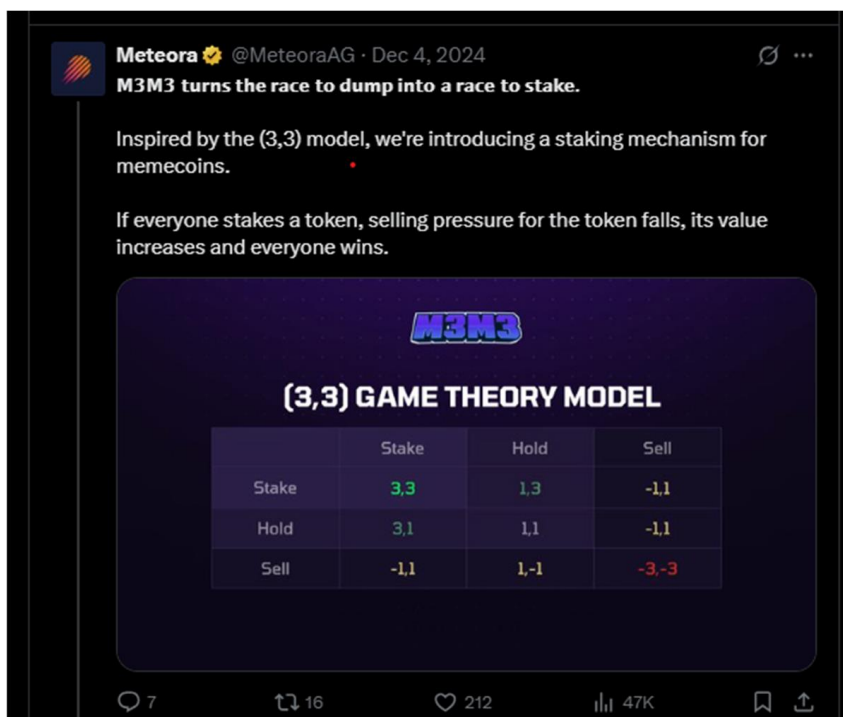 Meteora @MeteoraAG · Dec 4, 2024
M3M3 turns the race to dump into a race to stake.
Inspired by the (3,3) model, we're introducing a staking mechanism for
memecoins.
If everyone stakes a token, selling pressure for the token falls, its value
increases and everyone wins.
M3M3
(3,3) GAME THEORY MODEL
Stake Hold Sell
Stake 3,3 1,3 -1,1
Hold 3,1 1,1 -1,1
Sell -1,1 1,-1 -3,-3
7 16 212 47K